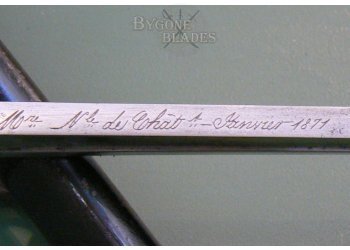 BYGONE
BLADES
Mre Nle de Chât t - Janvier 1871